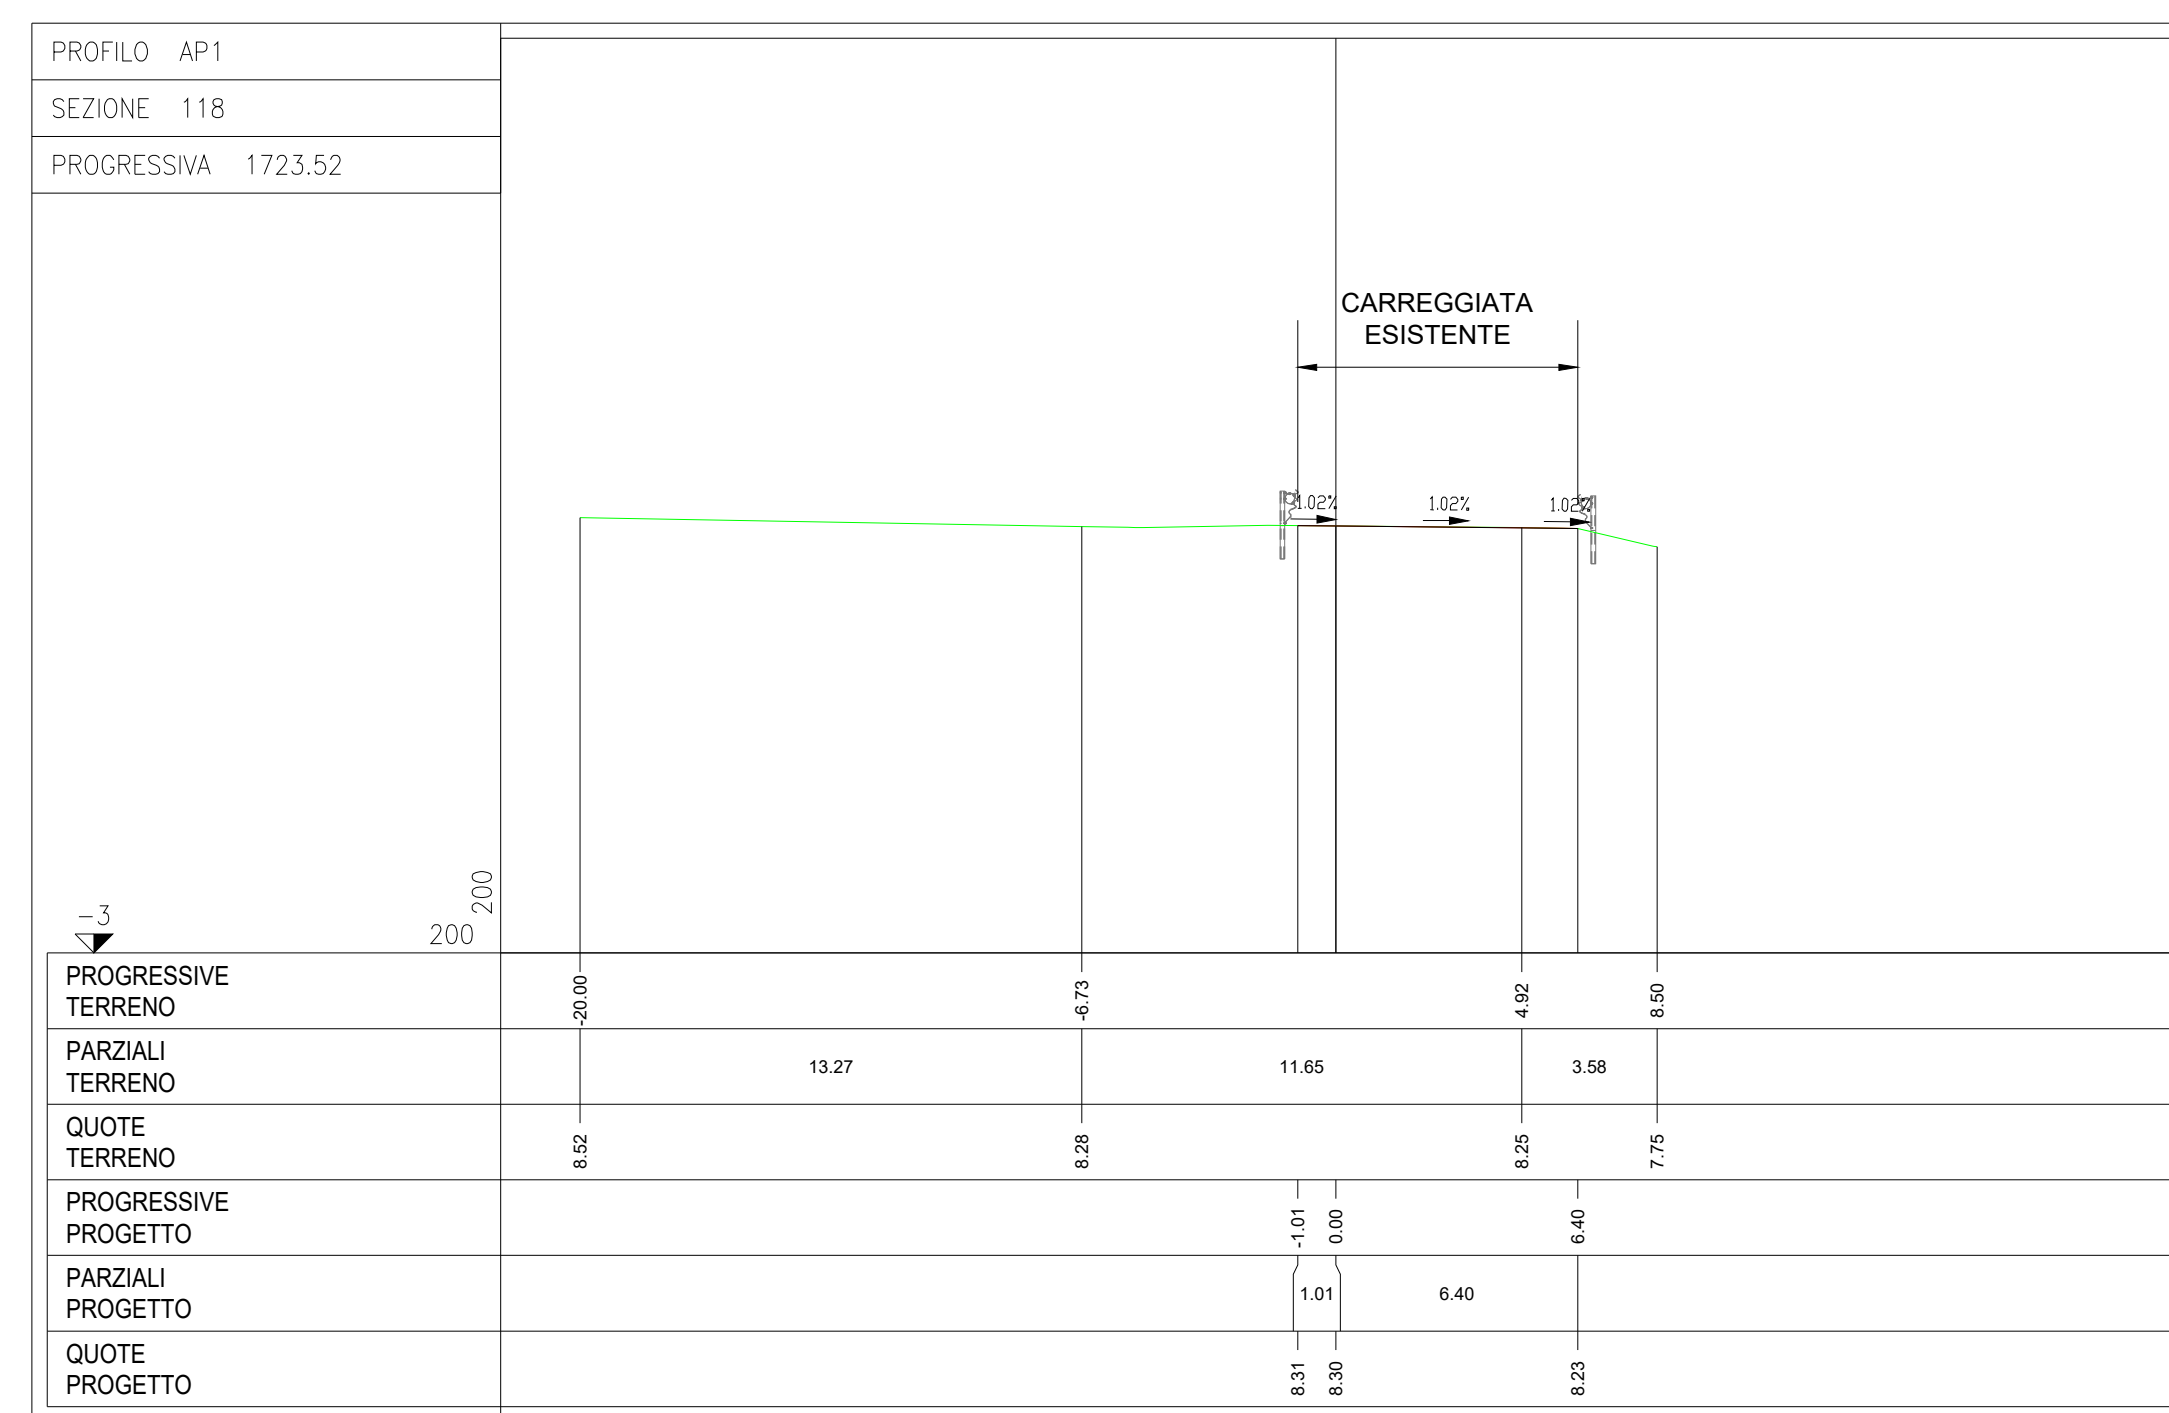 PROFILO AP1
SEZIONE 118
PROGRESSIVA 1723.52
CARREGGIATA
ESISTENTE
1.02%
1.02%
1.02%
200
-3
200
PROGRESSIVE
TERRENO
-20.00
-6.73
4.92
8.50
PARZIALI
TERRENO
13.27
11.65
3.58
QUOTE
TERRENO
8.52
8.28
8.25
7.75
PROGRESSIVE
PROGETTO
-1.01
0.00
6.40
PARZIALI
PROGETTO
1.01
6.40
QUOTE
PROGETTO
8.31
8.30
8.23